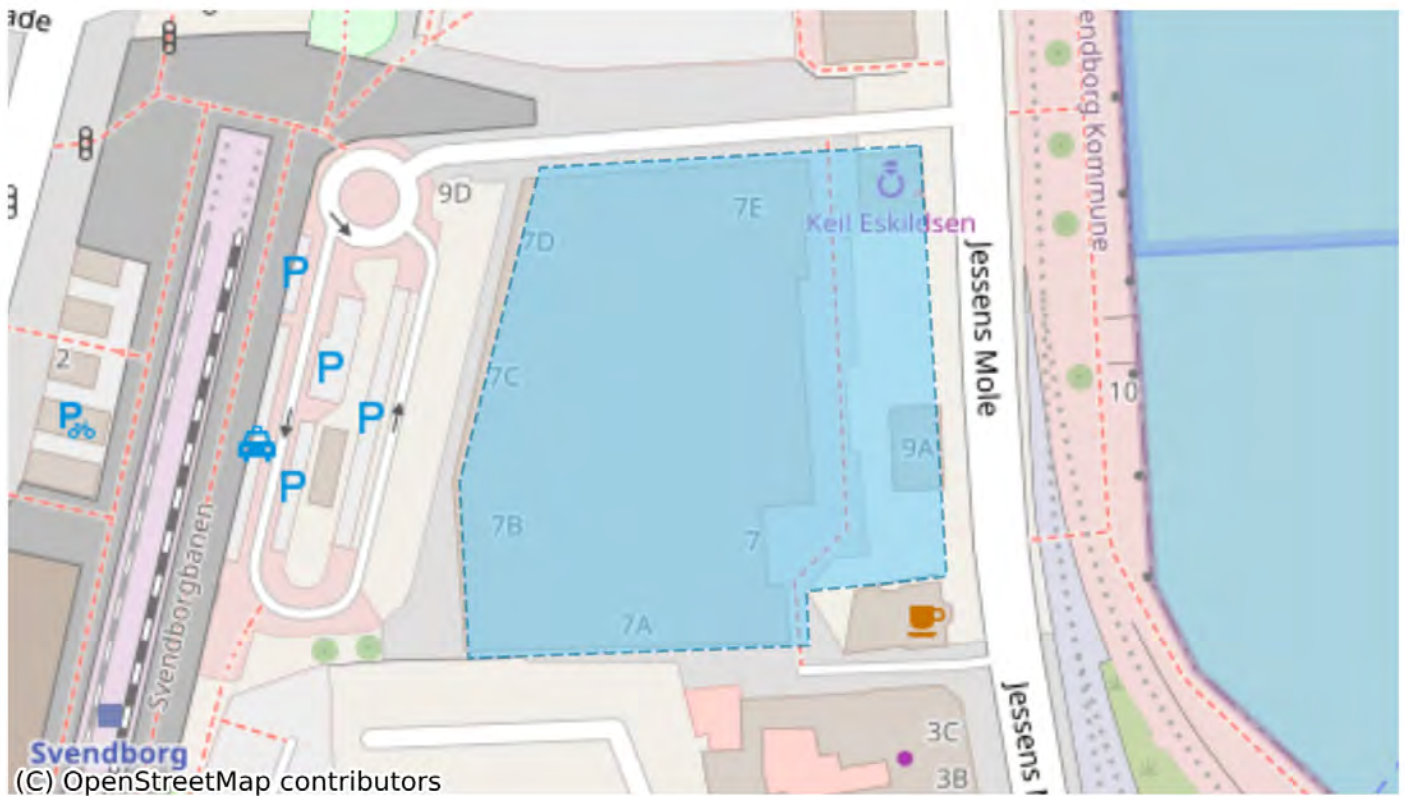 ade
endborg Kommune
9D
7E
Keil Eskildsen
7D
P
Jessens Mole
P
2
7C
10
P
P
9A
P
7B
7
Svendborgbanen
7A
Jessens M
3C
Svendborg
3B
(C) OpenStreetMap contributors